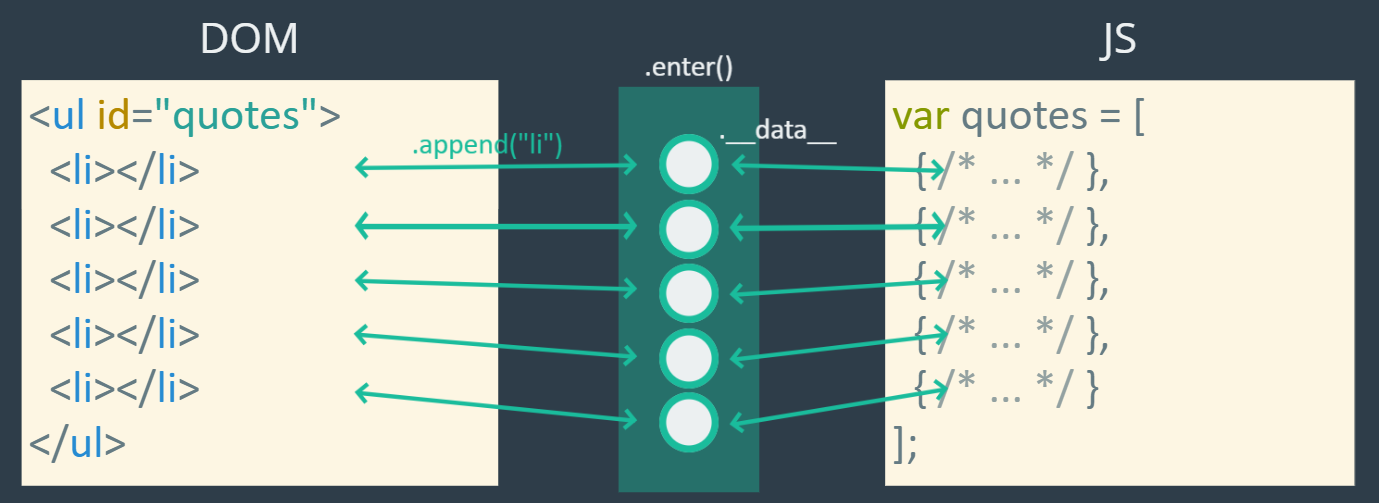 DOM
<ul id="quotes">
<li></li>
<li></li>
<li></li>
<li></li>
<li></li>
</ul>
.append("li")
.enter()
.__data__
JS
var quotes = [
{ /* ... */ },
{ /* ... */ },
{ /* ... */ },
{ /* ... */ },
{ /* ... */ }
];